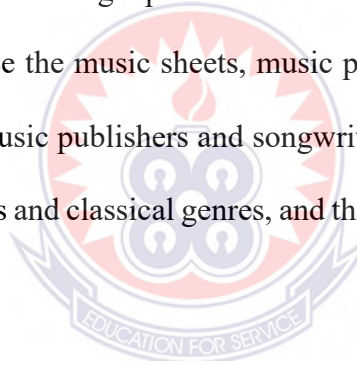 e the music sheets, music p
usic publishers and songwrit
s and classical genres, and th
EDUCATION FOR SERVICE